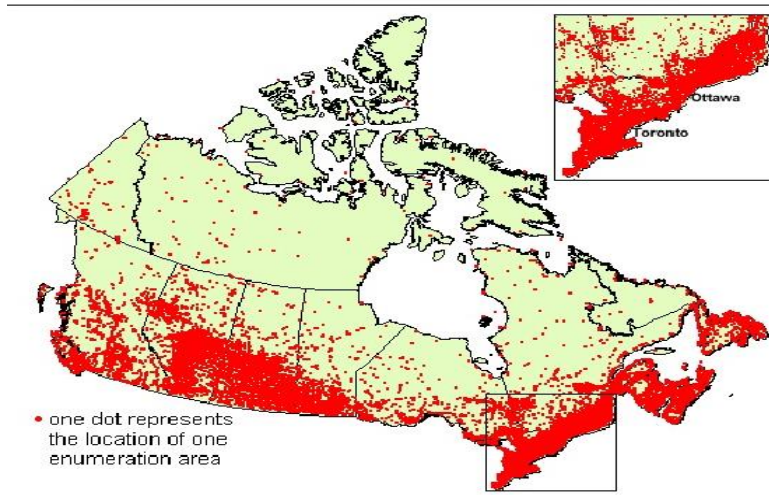 Ottawa
Toronto
one dot represents
the location of one
enumeration area